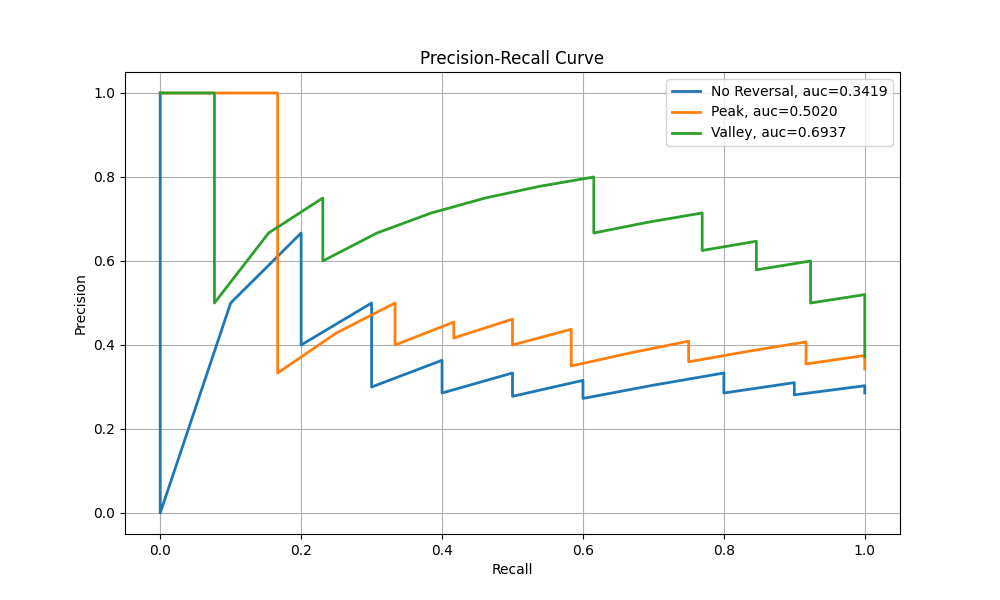 Precision-Recall Curve
No Reversal, auc=0.3419
Peak, auc=0.5020
Valley, auc=0.6937
Precision
1.0
0.8
0.6
0.4
0.2
0.0
0.0 0.2 0.4 0.6 0.8 1.0
Recall